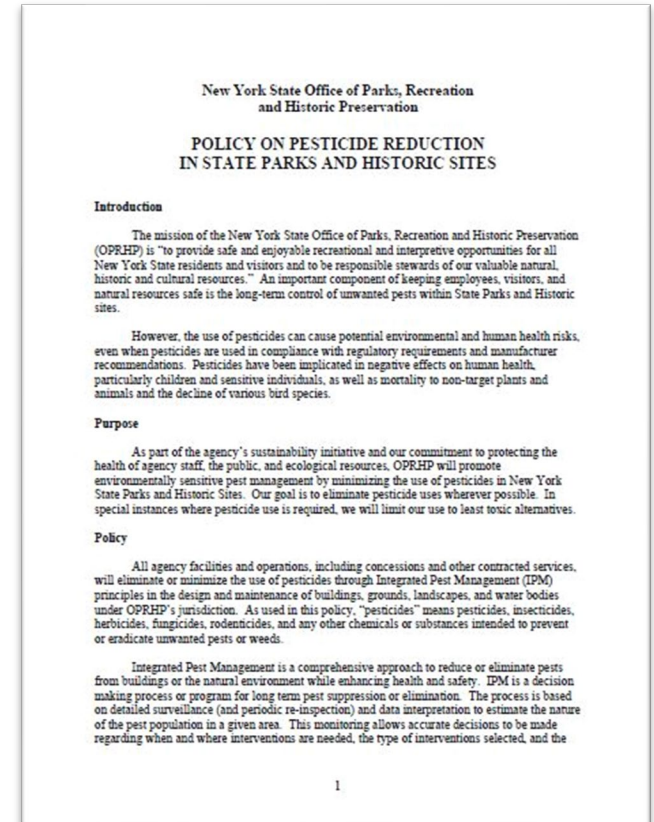 New York State Office of Parks, Recreation
and Historic Preservation
POLICY ON PESTICIDE REDUCTION
IN STATE PARKS AND HISTORIC SITES
Introduction
The mission of the New York State Office of Parks, Recreation and Historic Preservation
(OPRHP) is “to provide safe and enjoyable recreational and interpretive opportunities for all
New York State residents and visitors and to be responsible stewards of our valuable natural,
historic and cultural resources.” An important component of keeping employees, visitors, and
natural resources safe is the long-term control of unwanted pests within State Parks and Historic
sites.
However, the use of pesticides can cause potential environmental and human health risks,
even when pesticides are used in compliance with regulatory requirements and manufacturer
recommendations. Pesticides have been implicated in negative effects on human health,
particularly children and sensitive individuals, as well as mortality to non-target plants and
animals and the decline of various bird species.
Purpose
As part of the agency’s sustainability initiative and our commitment to protecting the
health of agency staff, the public, and ecological resources, OPRHP will promote
environmentally sensitive pest management by minimizing the use of pesticides in New York
State Parks and Historic Sites. Our goal is to eliminate pesticide uses wherever possible. In
special instances where pesticide use is required, we will limit our use to least toxic alternatives.
Policy
All agency facilities and operations, including concessions and other contracted services,
will eliminate or minimize the use of pesticides through Integrated Pest Management (IPM)
principles in the design and maintenance of buildings, grounds, landscapes, and water bodies
under OPRHP’s jurisdiction. As used in this policy, “pesticides” means pesticides, insecticides,
herbicides, fungicides, rodenticides, and any other chemicals or substances intended to prevent
or eradicate unwanted pests or weeds.
Integrated Pest Management is a comprehensive approach to reduce or eliminate pests
from buildings or the natural environment while enhancing health and safety. IPM is a decision
making process or program for long term pest suppression or elimination. The process is based
on detailed surveillance (and periodic re-inspection) and data interpretation to estimate the nature
of the pest population in a given area. This monitoring allows accurate decisions to be made
regarding when and where interventions are needed, the type of interventions selected, and the
1